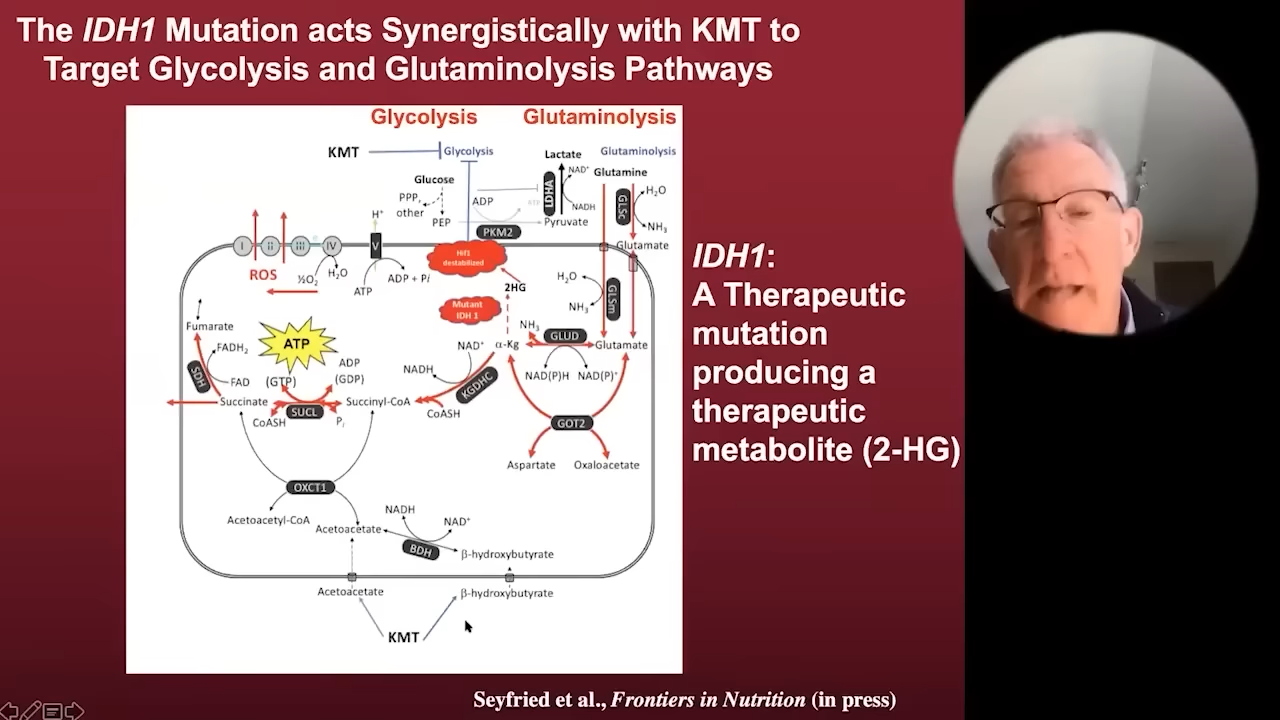 The IDH1 Mutation acts Synergistically with KMT to
Target Glycolysis and Glutaminolysis Pathways
Glycolysis Glutaminolysis
KMT Glycolysis Lactate Glutaminolysis
NAD⁺ Glutamine
Glucose
LDHA GLSc H₂O
PPP, other ADP ATP NADH
PEP Pyruvate NH₃
H⁺ PKM2
I II III IV V Glutamate
Hif1 destabilized
ROS ½O₂ H₂O
ATP ADP + Pi
2HG H₂O GLSm
NH₃
Mutant IDH 1
Fumarate NH₃ GLUD
FADH₂ ATP NAD⁺ α-Kg Glutamate
SDH FAD (GTP) ADP (GDP) NADH KGDHC NAD(P)H NAD(P)⁺
Succinate SUCL Succinyl-CoA CoASH
CoASH Pi GOT2
Aspartate Oxaloacetate
OXCT1
NADH
Acetoacetyl-CoA Acetoacetate NAD⁺
BDH β-hydroxybutyrate
Acetoacetate β-hydroxybutyrate
KMT
IDH1:
A Therapeutic
mutation
producing a
therapeutic
metabolite (2-HG)
Seyfried et al., Frontiers in Nutrition (in press)